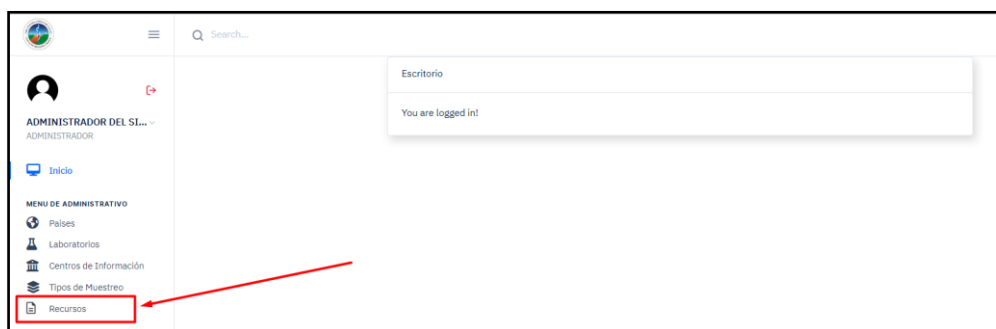 Search...
Escritorio
You are logged in!
ADMINISTRADOR DEL SI...
ADMINISTRADOR
Inicio
MENU DE ADMINISTRATIVO
Paises
Laboratorios
Centros de Información
Tipos de Muestreo
Recursos